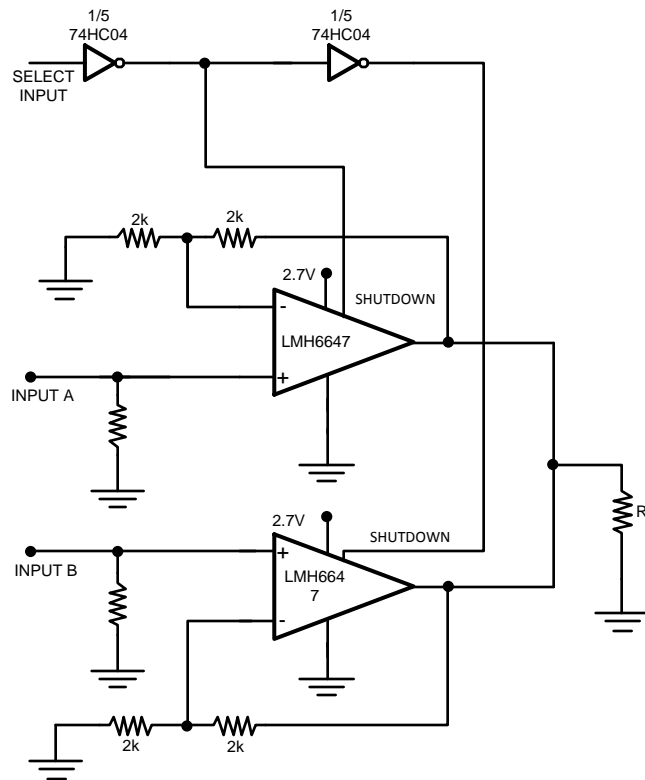 1/5
74HC04
1/5
74HC04
SELECT
INPUT
2k
2k
2.7V
SHUTDOWN
-
LMH6647
+
INPUT A
2.7V
SHUTDOWN
+
INPUT B
LMH664
7
-
R
2k
2k